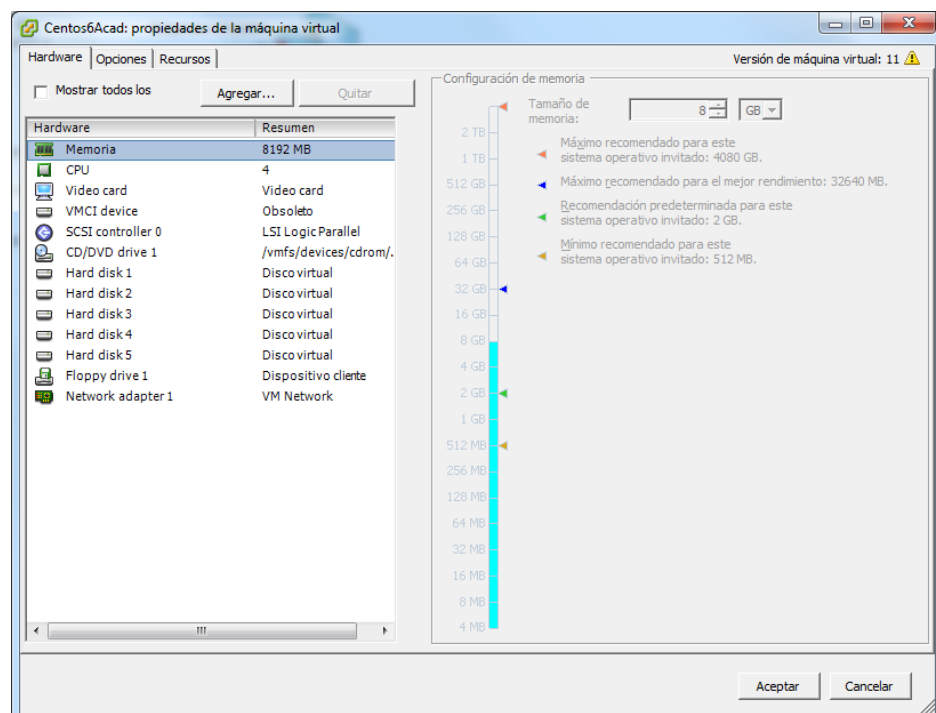 Centos6Acad: propiedades de la máquina virtual
Hardware Opciones Recursos
Versión de máquina virtual: 11
Mostrar todos los
Agregar... Quitar
Hardware Resumen
Memoria 8192 MB
CPU 4
Video card Video card
VMCI device Obsoleto
SCSI controller 0 LSI Logic Parallel
CD/DVD drive 1 /vmfs/devices/cdrom/.
Hard disk 1 Disco virtual
Hard disk 2 Disco virtual
Hard disk 3 Disco virtual
Hard disk 4 Disco virtual
Hard disk 5 Disco virtual
Floppy drive 1 Dispositivo cliente
Network adapter 1 VM Network
Configuración de memoria
2 TB
1 TB
512 GB
256 GB
128 GB
64 GB
32 GB
16 GB
8 GB
4 GB
2 GB
1 GB
512 MB
256 MB
128 MB
64 MB
32 MB
16 MB
8 MB
4 MB
Tamaño de
memoria:
8 GB
Máximo recomendado para este
sistema operativo invitado: 4080 GB.
Máximo recomendado para el mejor rendimiento: 32640 MB.
Recomendación predeterminada para este
sistema operativo invitado: 2 GB.
Mínimo recomendado para este
sistema operativo invitado: 512 MB.
Aceptar Cancelar